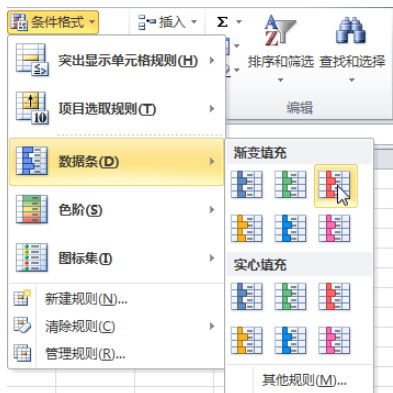 条件格式
插入
Σ
排序和筛选 查找和选择
编辑
突出显示单元格规则(H)
项目选取规则(T)
10
数据条(D)
色阶(S)
图标集(I)
新建规则(N)...
清除规则(C)
管理规则(R)...
渐变填充
实心填充
其他规则(M)...